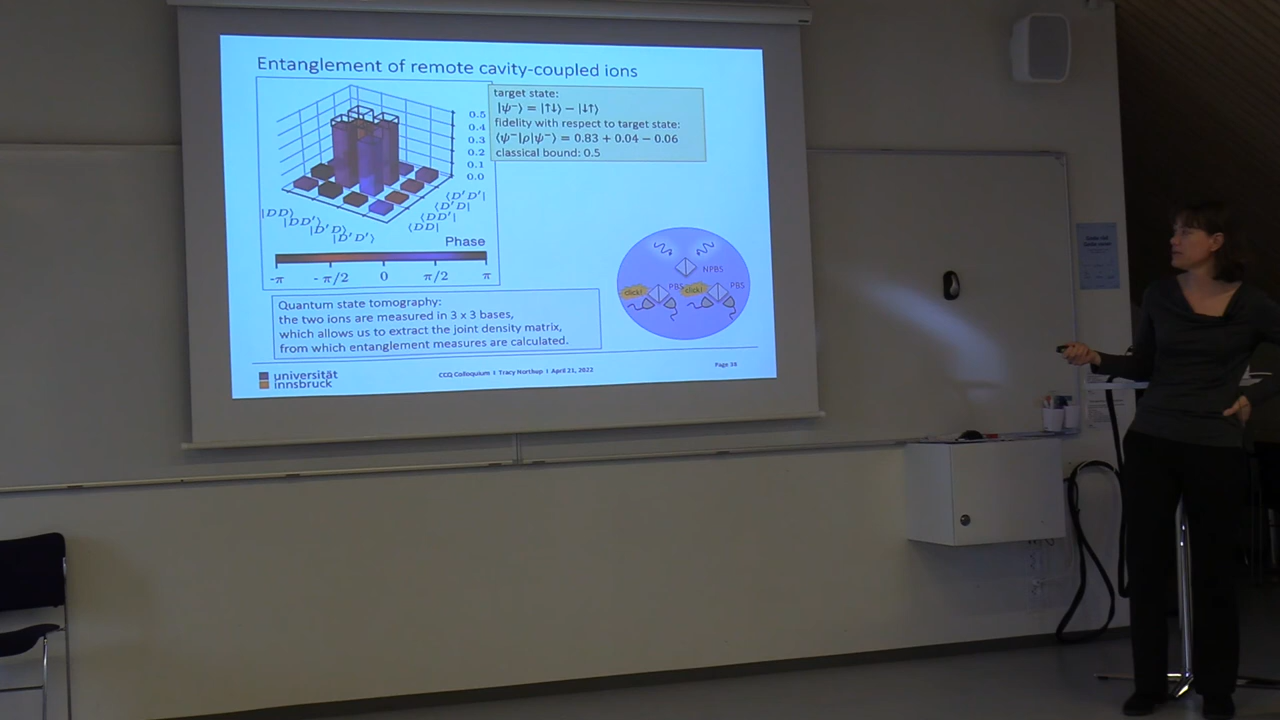 Entanglement of remote cavity-coupled ions
target state:
|ψ⁻⟩ = |↑↓⟩ − |↓↑⟩
fidelity with respect to target state:
⟨ψ⁻|ρ|ψ⁻⟩ = 0.83 + 0.04 − 0.06
classical bound: 0.5
0.5
0.4
0.3
0.2
0.1
0.0
|DD⟩
|DD'⟩
|D'D⟩
|D'D'⟩
⟨D'D'|
⟨D'D|
⟨DD'|
⟨DD|
Phase
-π - π/2 0 π/2 π
NPBS
click! PBS click! PBS
Quantum state tomography:
the two ions are measured in 3 x 3 bases,
which allows us to extract the joint density matrix,
from which entanglement measures are calculated.
universität
innsbruck
CCQ Colloquium I Tracy Northup I April 21, 2022
Page 38